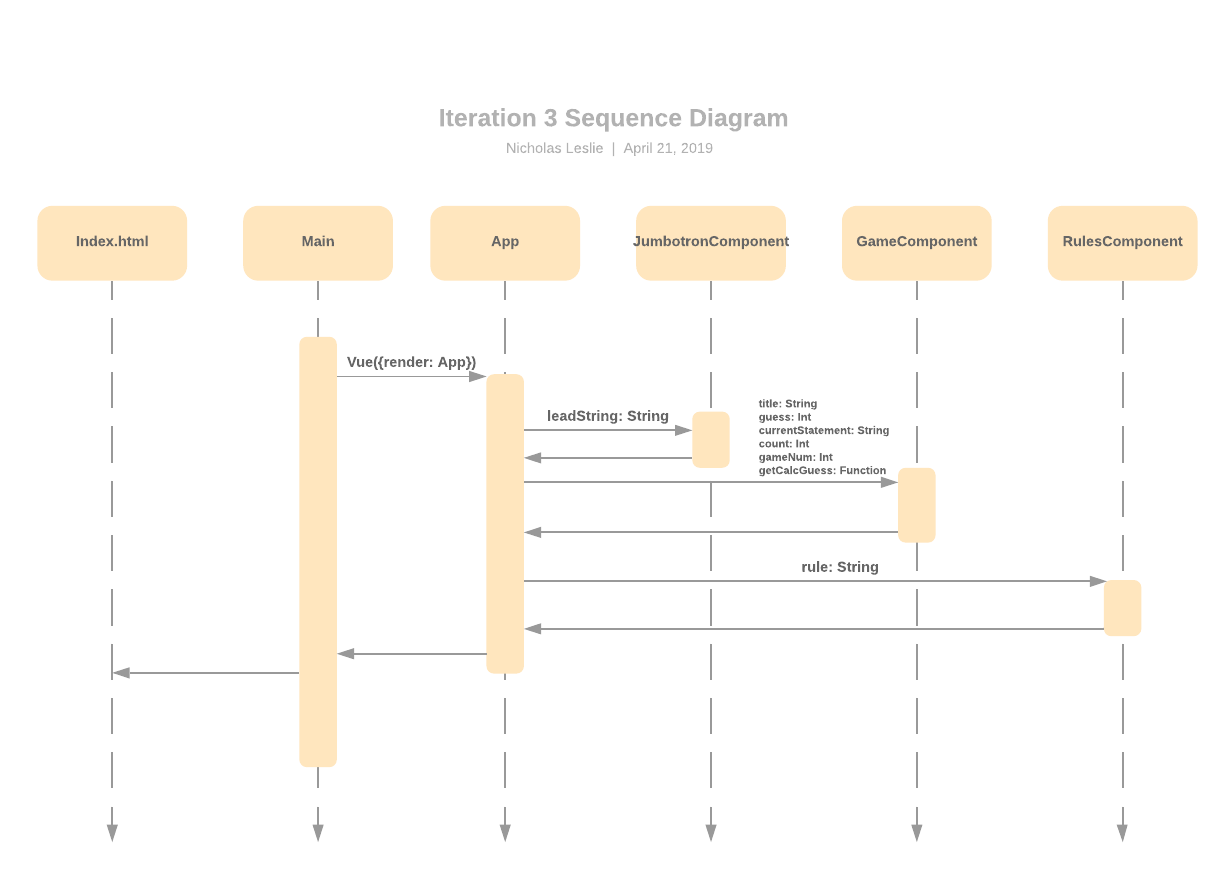 Iteration 3 Sequence Diagram
Nicholas Leslie | April 21, 2019
Index.html
Main
App
JumbotronComponent
GameComponent
RulesComponent
Vue({render: App})
leadString: String
title: String
guess: Int
currentStatement: String
count: Int
gameNum: Int
getCalcGuess: Function
rule: String